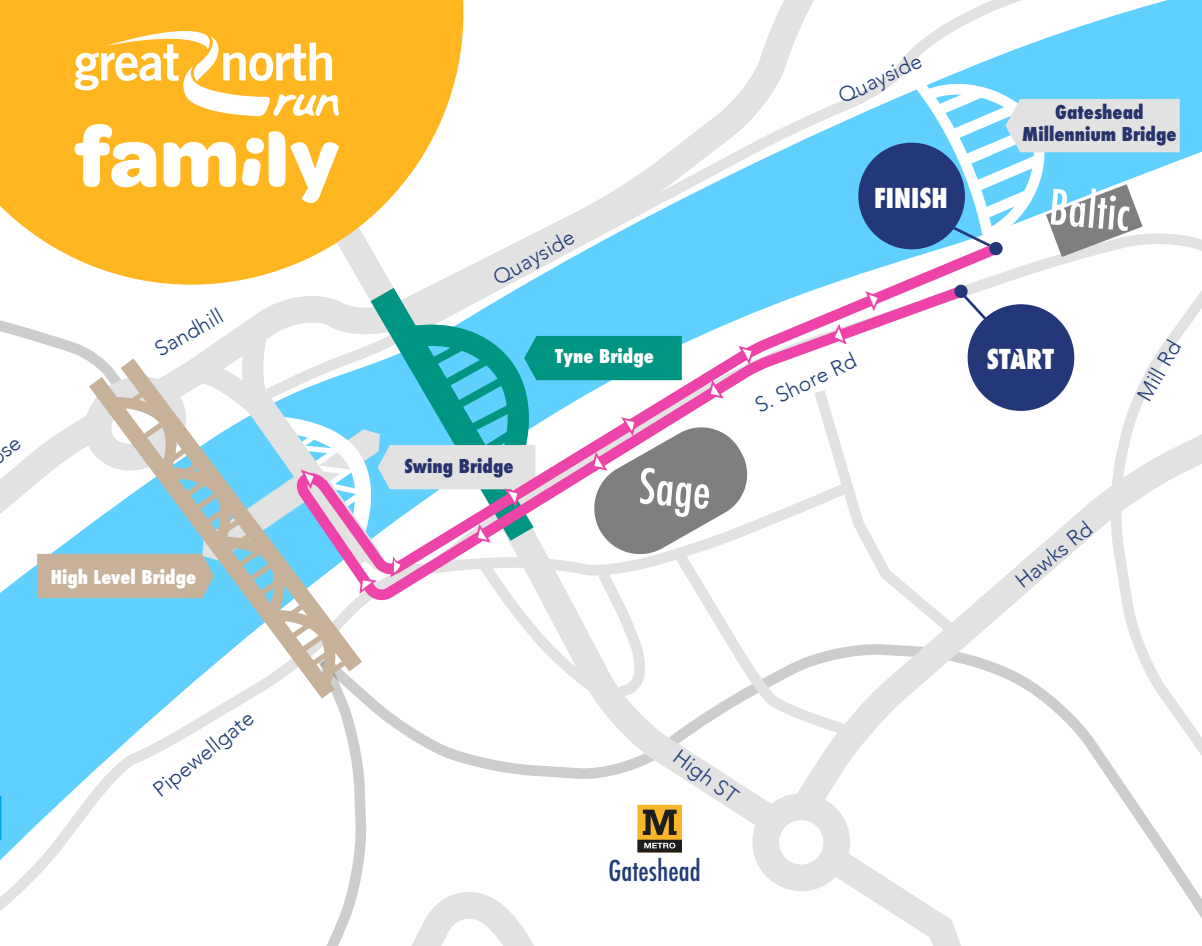 great north
run
family
Quayside
Gateshead
Millennium Bridge
FINISH
Baltic
Quayside
Sandhill
START
Tyne Bridge
Mill Rd
S. Shore Rd
Swing Bridge
Sage
Hawks Rd
High Level Bridge
Pipewellgate
High ST
M
METRO
Gateshead